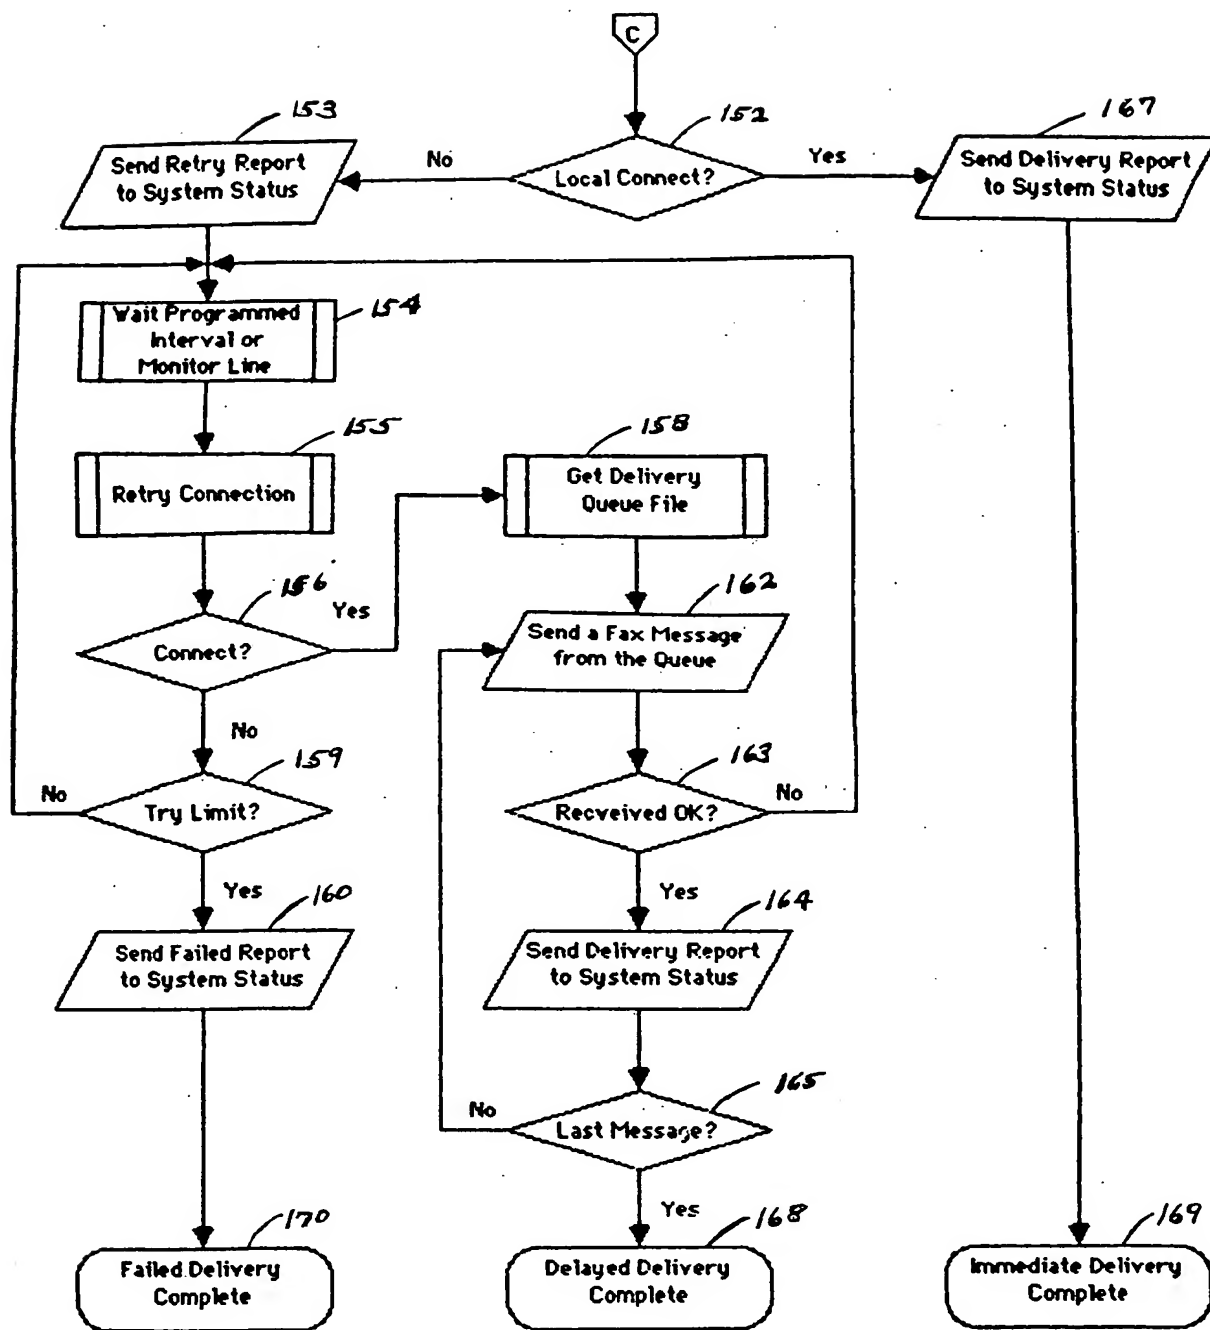 C
153
152
167
Send Retry Report
to System Status
No
Local Connect?
Yes
Send Delivery Report
to System Status
Wait Programmed
Interval or
Monitor Line
154
155
Retry Connection
158
Get Delivery
Queue File
156
Connect?
Yes
162
Send a Fax Message
from the Queue
No
159
No
Try Limit?
163
Recveived OK?
No
Yes
160
Send Failed Report
to System Status
Yes
164
Send Delivery Report
to System Status
165
No
Last Message?
Yes
170
Failed Delivery
Complete
168
Delayed Delivery
Complete
169
Immediate Delivery
Complete